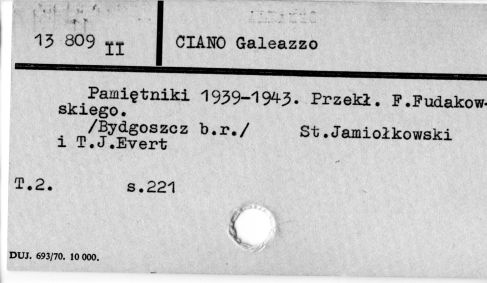 13 809 II
CIANO Galeazzo
Pamiętniki 1939-1943. Przekł. F.Fudakow-
skiego.
/Bydgoszcz b.r./ St.Jamiołkowski
i T.J.Evert
T.2. s.221
DUJ. 693/70. 10 000.